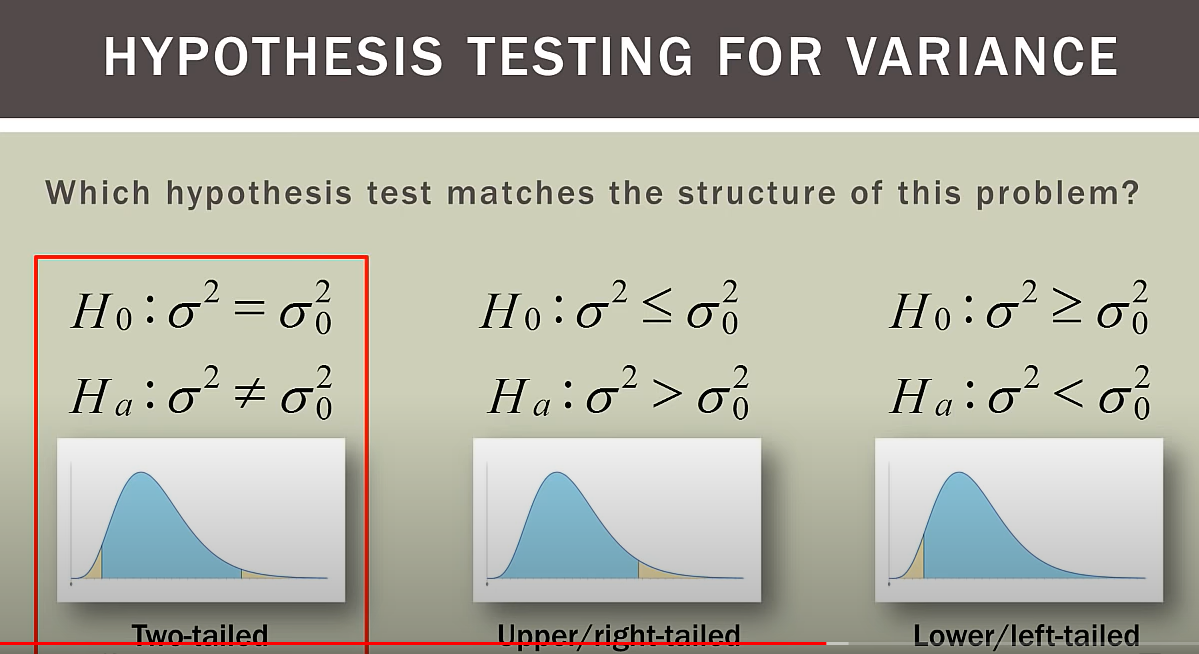 HYPOTHESIS TESTING FOR VARIANCE
Which hypothesis test matches the structure of this problem?
H₀ : σ² = σ₀²
Hₐ : σ² ≠ σ₀²
Two-tailed
H₀ : σ² ≤ σ₀²
Hₐ : σ² > σ₀²
Upper/right-tailed
H₀ : σ² ≥ σ₀²
Hₐ : σ² < σ₀²
Lower/left-tailed